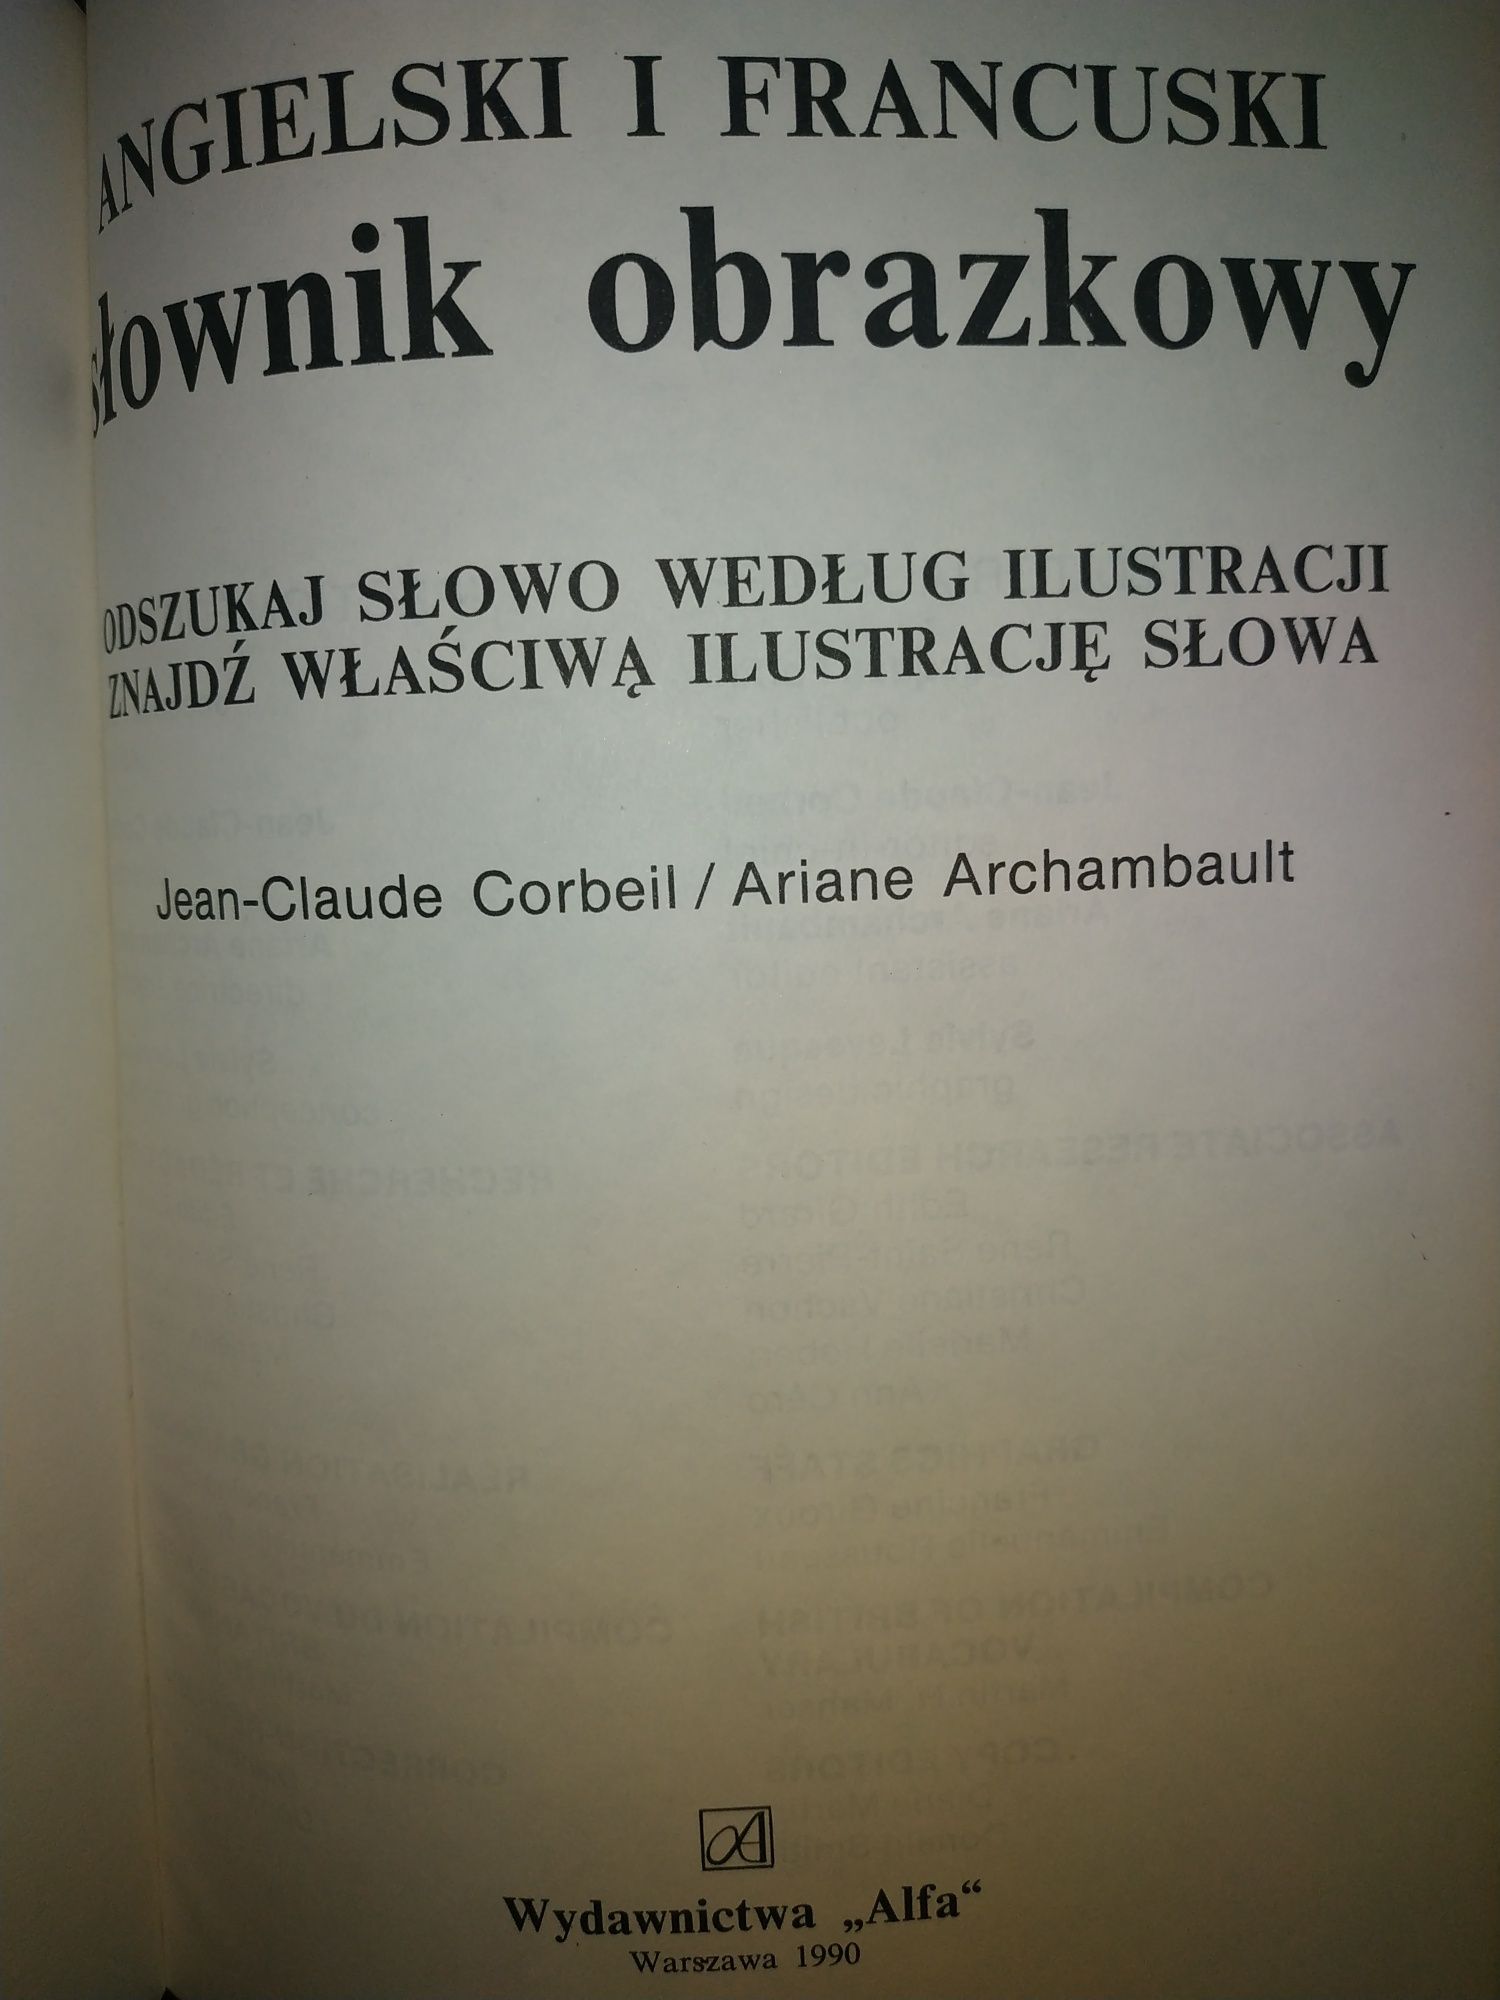 ANGIELSKI I FRANCUSKI
słownik obrazkowy
ODSZUKAJ SŁOWO WEDŁUG ILUSTRACJI
ZNAJDŹ WŁAŚCIWĄ ILUSTRACJĘ SŁOWA
Jean-Claude Corbeil / Ariane Archambault
Wydawnictwa „Alfa“
Warszawa 1990